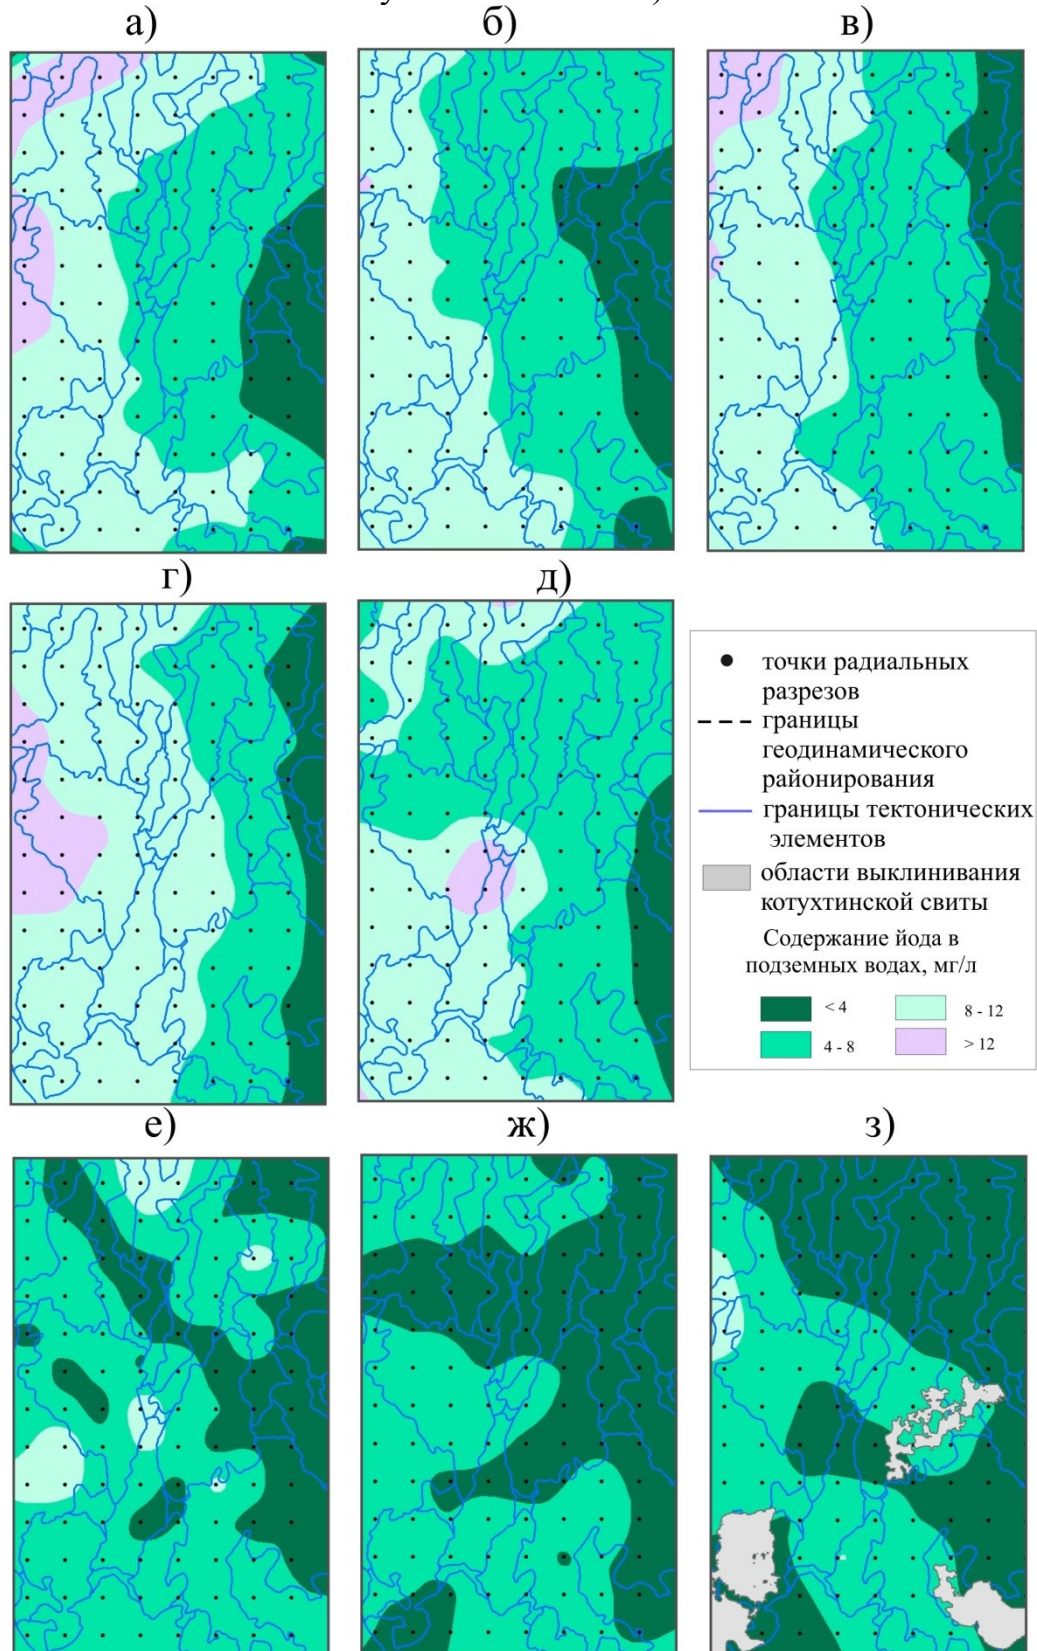 а)
б)
в)
г)
д)
точки радиальных
разрезов
границы
геодинамического
районирования
границы тектонических
элементов
области выклинивания
котухтинской свиты
Содержание йода в
подземных водах, мг/л
< 4
8 - 12
4 - 8
> 12
е)
ж)
з)